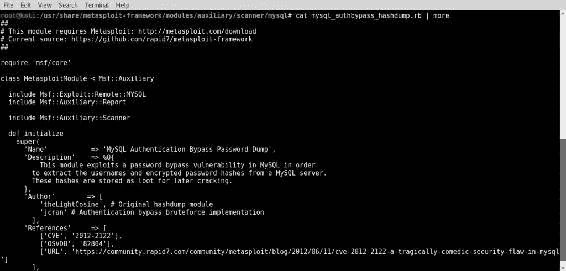 File Edit View Search Terminal Help
root@kali:/usr/share/metasploit-framework/modules/auxiliary/scanner/mysql# cat mysql_authbypass_hashdump.rb | more
##
# This module requires Metasploit: http://metasploit.com/download
# Current source: https://github.com/rapid7/metasploit-framework
##
require 'msf/core'
class MetasploitModule < Msf::Auxiliary
include Msf::Exploit::Remote::MYSQL
include Msf::Auxiliary::Report
include Msf::Auxiliary::Scanner
def initialize
super(
'Name' => 'MySQL Authentication Bypass Password Dump',
'Description' => %Q{
This module exploits a password bypass vulnerability in MySQL in order
to extract the usernames and encrypted password hashes from a MySQL server.
These hashes are stored as loot for later cracking.
},
'Author' => [
'theLightCosine', # Original hashdump module
'jcran' # Authentication bypass bruteforce implementation
],
'References' => [
['CVE', '2012-2122'],
['OSVDB', '82804'],
['URL', 'https://community.rapid7.com/community/metasploit/blog/2012/06/11/cve-2012-2122-a-tragically-comedic-security-flaw-in-mysql
']
],